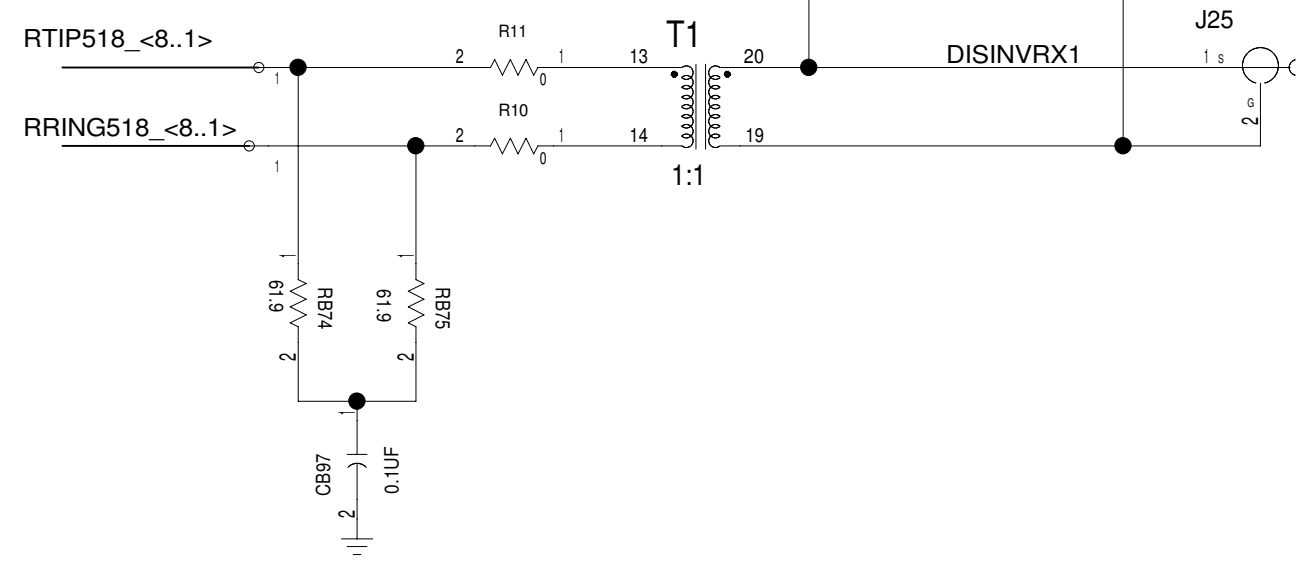 RTIP518_<8..1>
1
2
R11
1
0
13
T1
20
DISINVRX1
J25
1 S
G
2
RRING518_<8..1>
1
2
R10
1
0
14
19
1:1
1
61.9
RB74
2
1
61.9
RB75
2
1
CB97
0.1UF
2